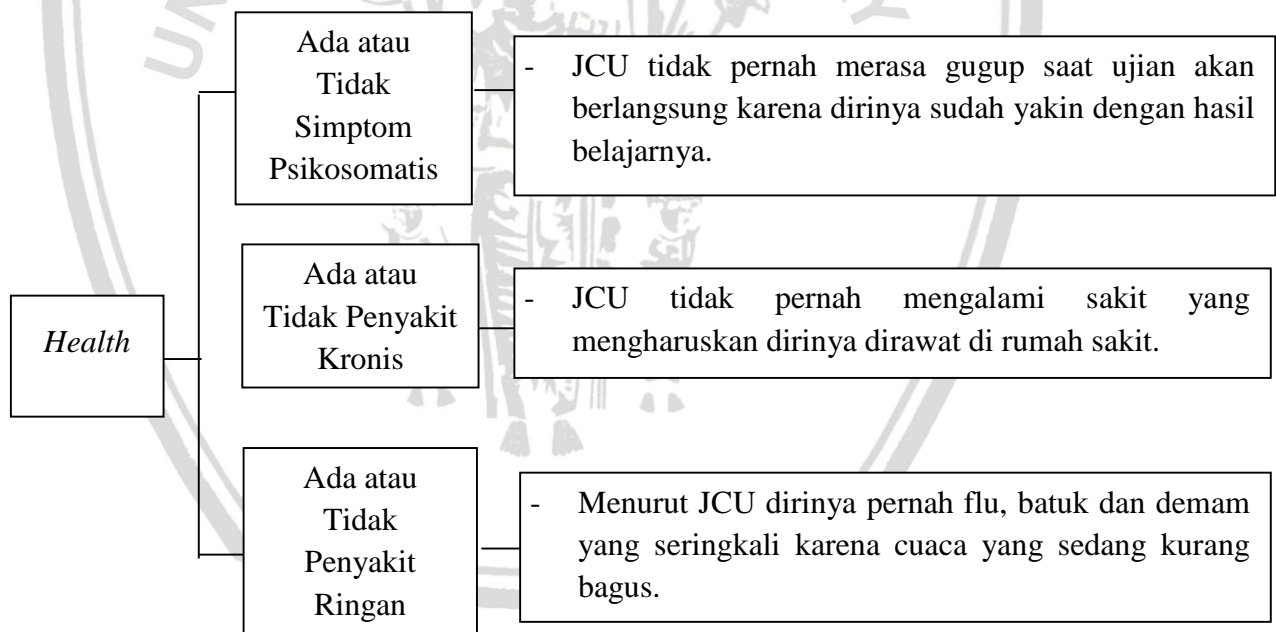 Ada atau
Tidak
Simptom
Psikosomatis
- JCU tidak pernah merasa gugup saat ujian akan
berlangsung karena dirinya sudah yakin dengan hasil
belajarnya.
Health
Ada atau
Tidak Penyakit
Kronis
- JCU tidak pernah mengalami sakit yang
mengharuskan dirinya dirawat di rumah sakit.
Ada atau
Tidak
Penyakit
Ringan
- Menurut JCU dirinya pernah flu, batuk dan demam
yang seringkali karena cuaca yang sedang kurang
bagus.